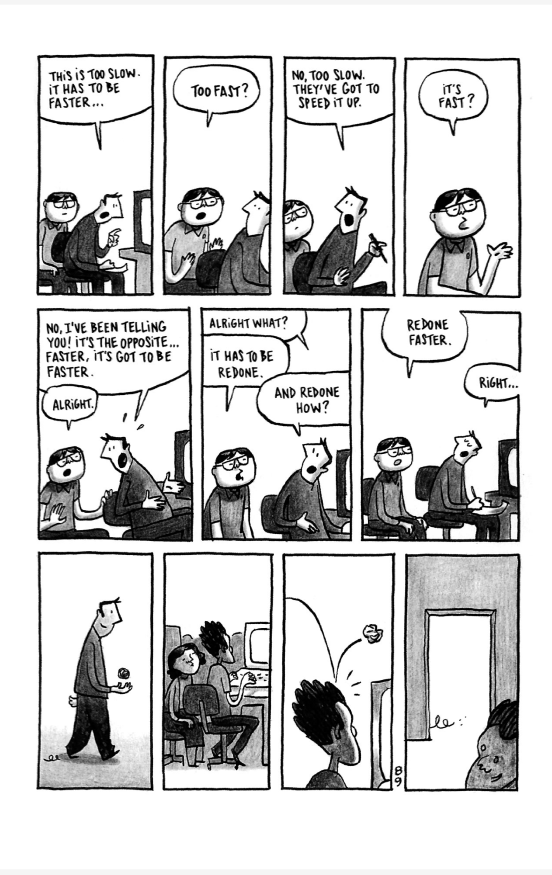 THIS IS TOO SLOW.
IT HAS TO BE
FASTER...
TOO FAST?
NO, TOO SLOW.
THEY'VE GOT TO
SPEED IT UP.
IT'S
FAST?
NO, I'VE BEEN TELLING
YOU! IT'S THE OPPOSITE...
FASTER, IT'S GOT TO BE
FASTER.
ALRIGHT.
ALRIGHT WHAT?
IT HAS TO BE
REDONE.
AND REDONE
HOW?
REDONE
FASTER.
RIGHT...
8
9